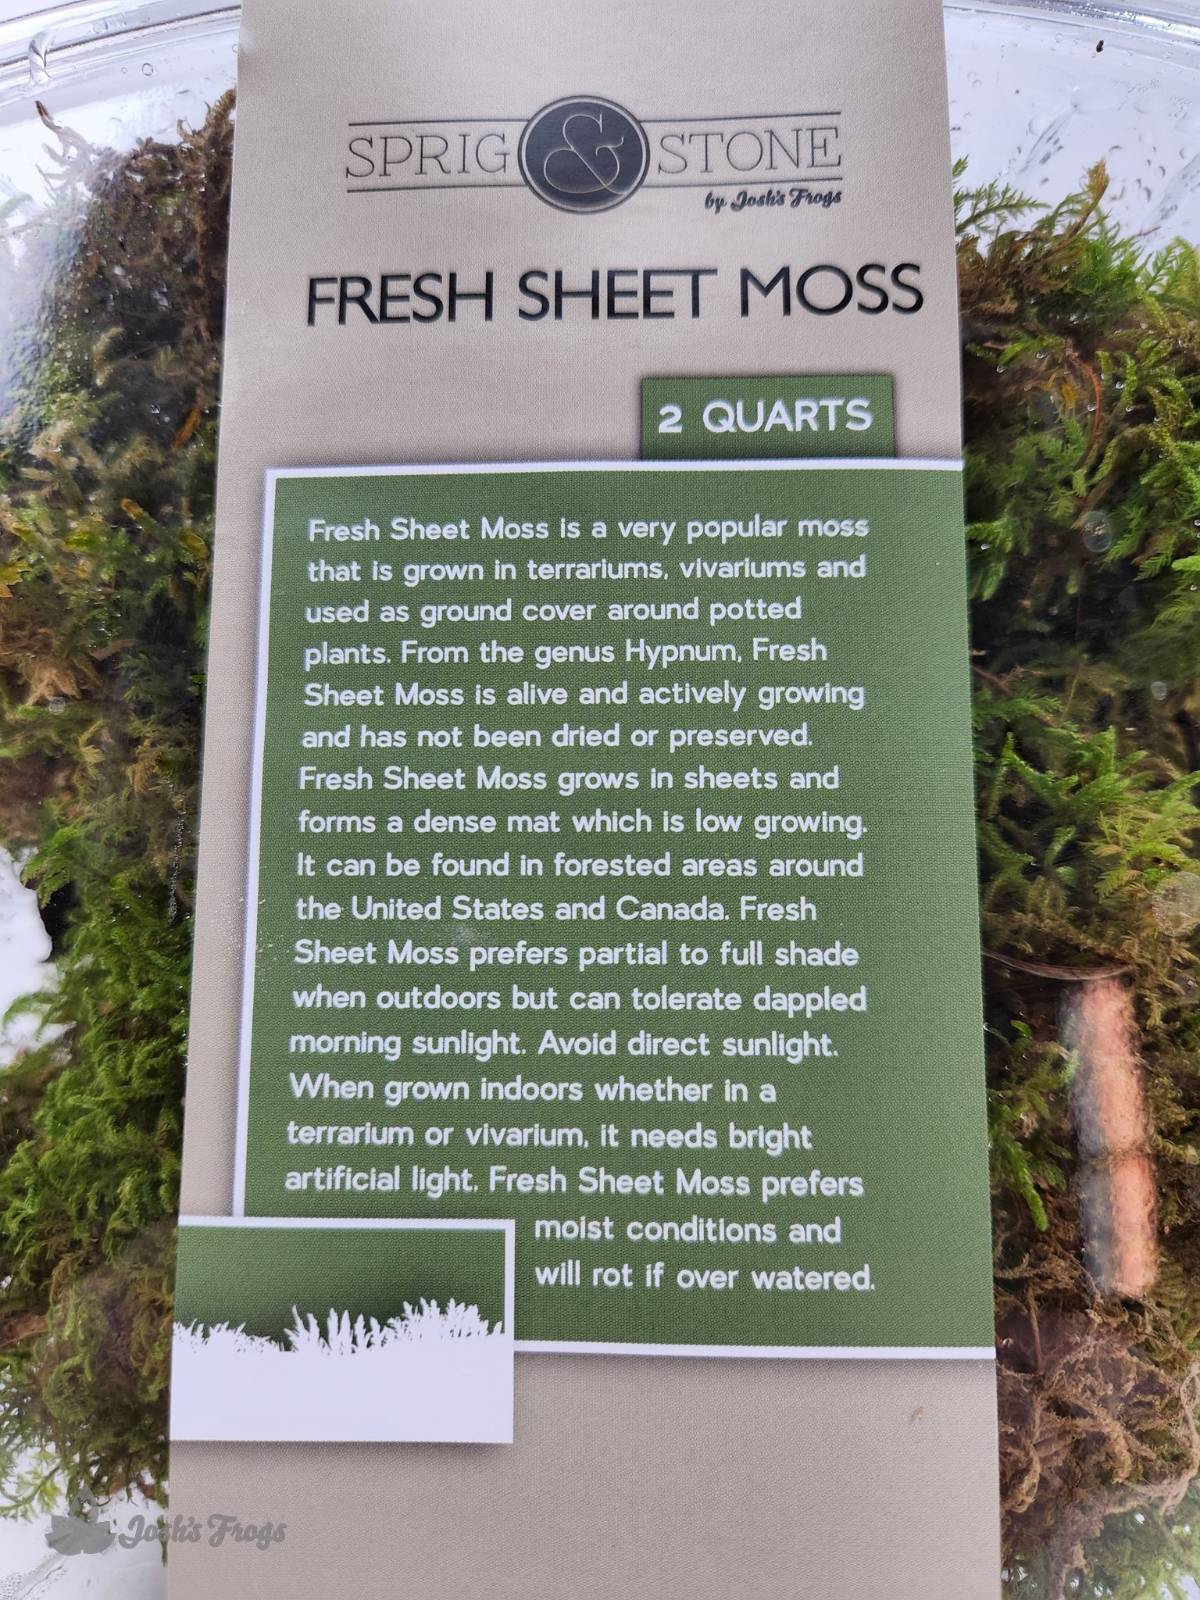 SPRIG & STONE
by Josh's Frogs
FRESH SHEET MOSS
2 QUARTS
Fresh Sheet Moss is a very popular moss
that is grown in terrariums, vivariums and
used as ground cover around potted
plants. From the genus Hypnum, Fresh
Sheet Moss is alive and actively growing
and has not been dried or preserved.
Fresh Sheet Moss grows in sheets and
forms a dense mat which is low growing.
It can be found in forested areas around
the United States and Canada. Fresh
Sheet Moss prefers partial to full shade
when outdoors but can tolerate dappled
morning sunlight. Avoid direct sunlight.
When grown indoors whether in a
terrarium or vivarium, it needs bright
artificial light. Fresh Sheet Moss prefers
moist conditions and
will rot if over watered.
Josh's Frogs